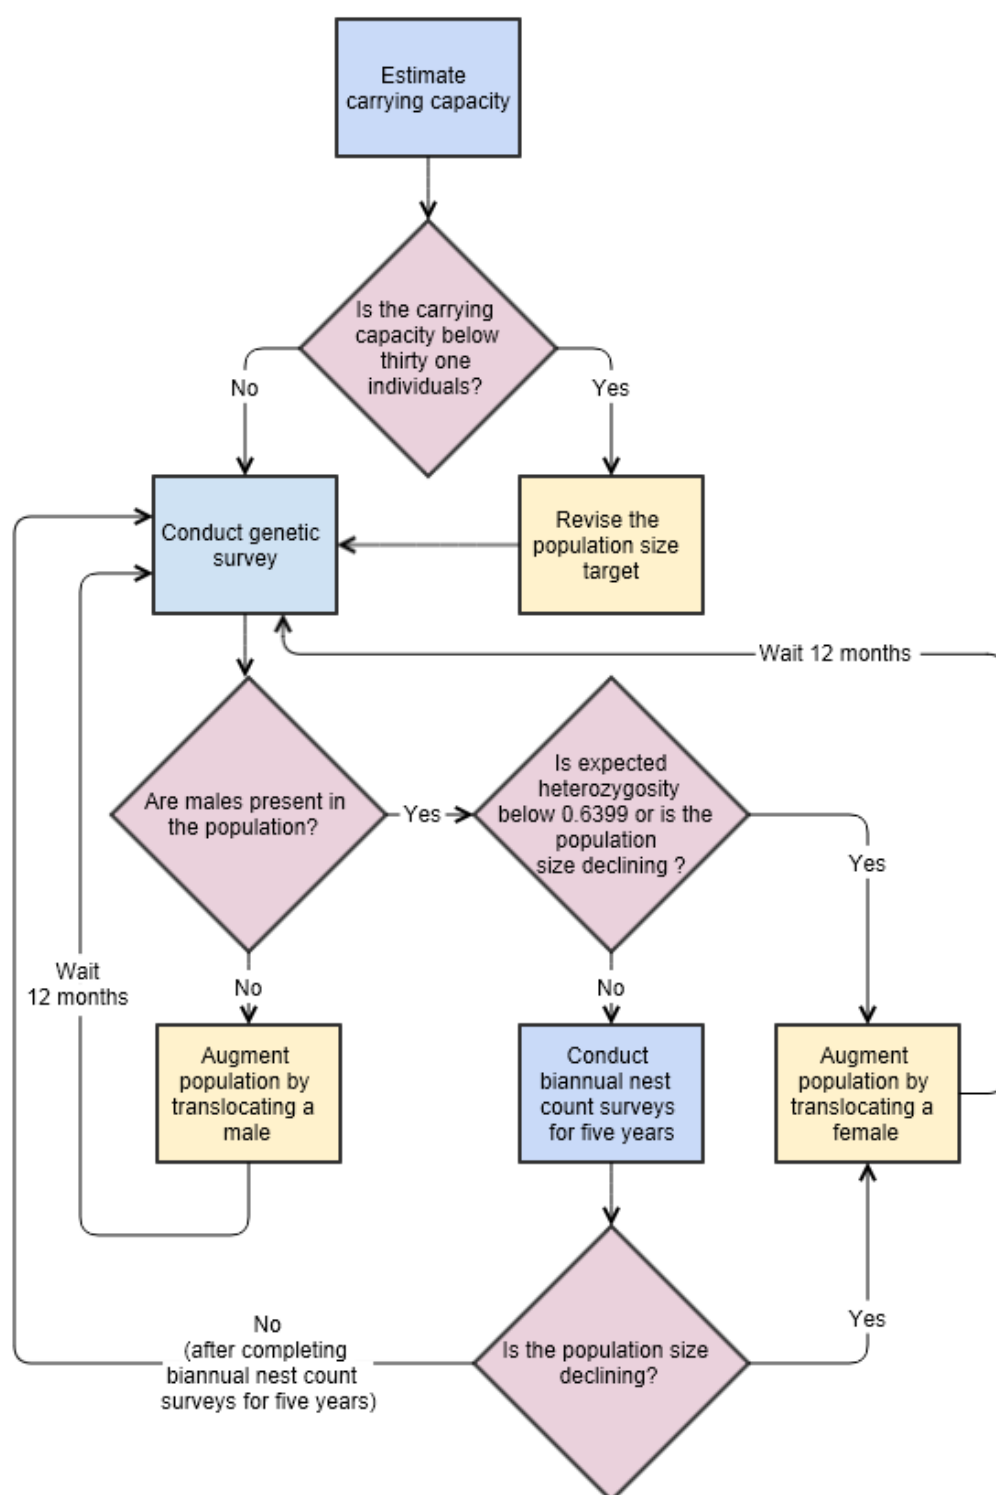 Estimate
carrying capacity
Is the carrying
capacity below
thirty one
individuals?
No
Yes
Conduct genetic
survey
Revise the
population size
target
Wait 12 months
Are males present in
the population?
Yes
Is expected
heterozygosity
below 0.6399 or is the
population
size declining ?
Yes
Wait
12 months
No
No
Augment
population by
translocating a
male
Conduct
biannual nest
count surveys
for five years
Augment
population by
translocating a
female
No
(after completing
biannual nest count
surveys for five years)
Is the population size
declining?
Yes